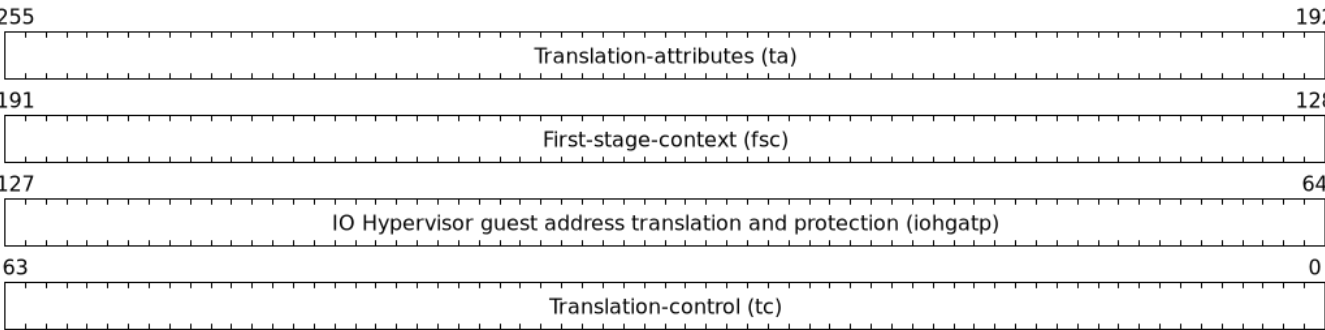 255 192
Translation-attributes (ta)
191 128
First-stage-context (fsc)
127 64
IO Hypervisor guest address translation and protection (iohgatp)
63 0
Translation-control (tc)